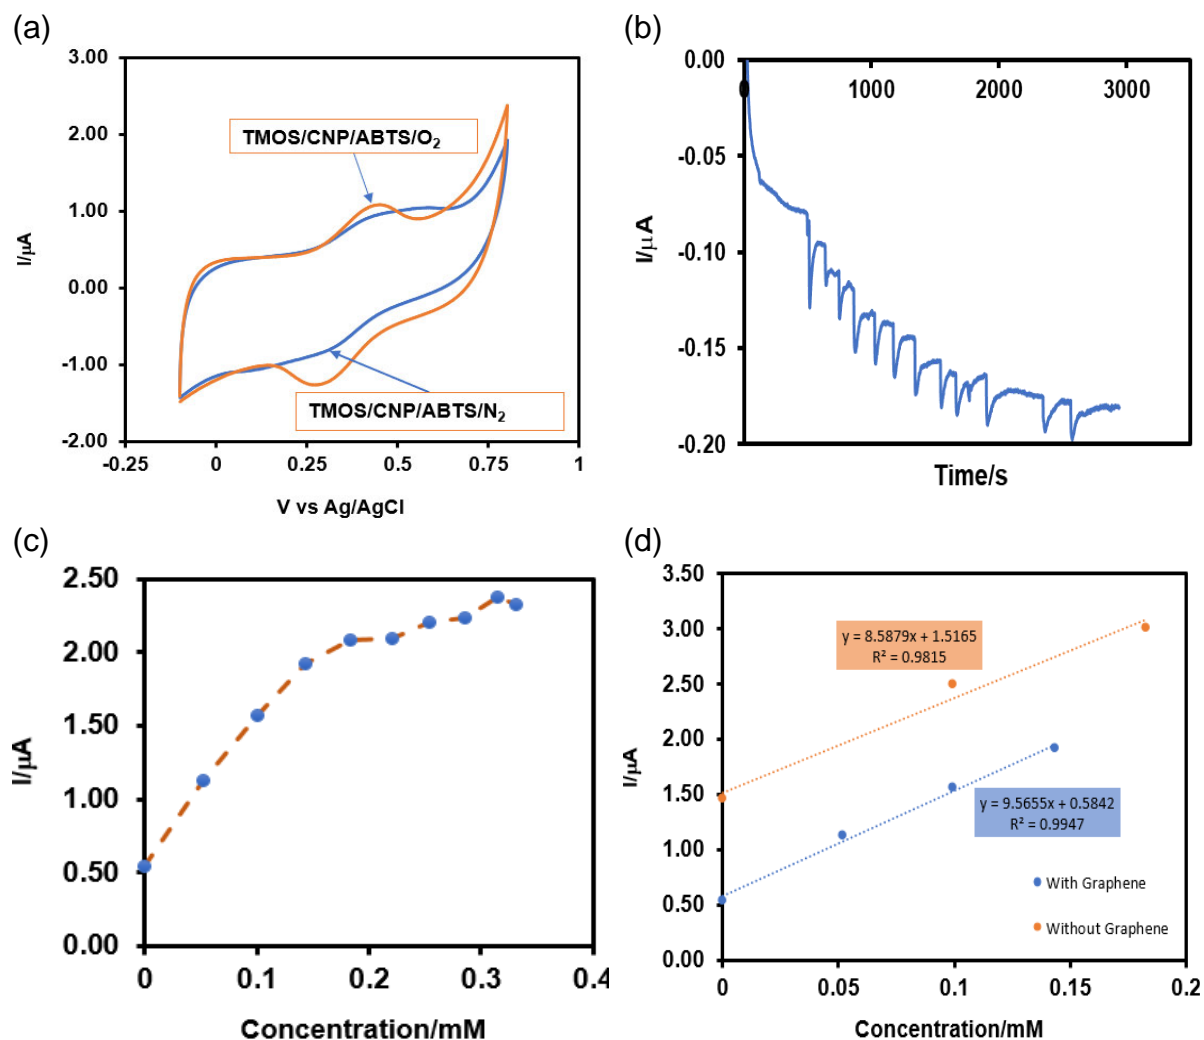 (a)
3.00
2.00
1.00
0.00
-1.00
-2.00
I/µA
TMOS/CNP/ABTS/O₂
TMOS/CNP/ABTS/N₂
-0.25
0
0.25
0.5
0.75
1
V vs Ag/AgCl
(b)
0.00
-0.05
-0.10
-0.15
-0.20
I/µA
0
1000
2000
3000
Time/s
(c)
2.50
2.00
1.50
1.00
0.50
0.00
I/µA
0
0.1
0.2
0.3
0.4
Concentration/mM
(d)
3.50
3.00
2.50
2.00
1.50
1.00
0.50
0.00
I/µA
y = 8.5879x + 1.5165
R² = 0.9815
y = 9.5655x + 0.5842
R² = 0.9947
With Graphene
Without Graphene
0
0.05
0.1
0.15
0.2
Concentration/mM